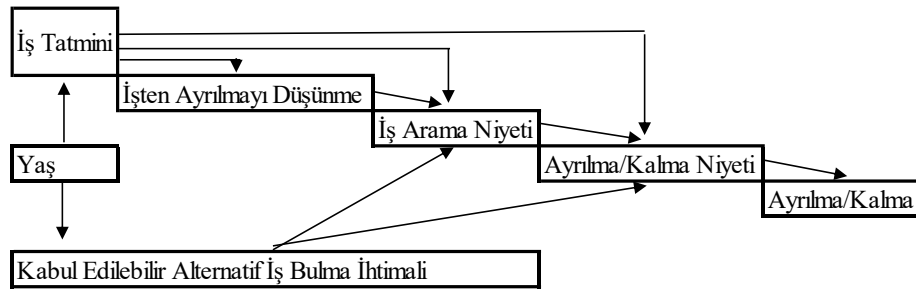 İş Tatmini
İşten Ayrılmayı Düşünme
İş Arama Niyeti
Yaş
Ayrılma/Kalma Niyeti
Ayrılma/Kalma
Kabul Edilebilir Alternatif İş Bulma İhtimali